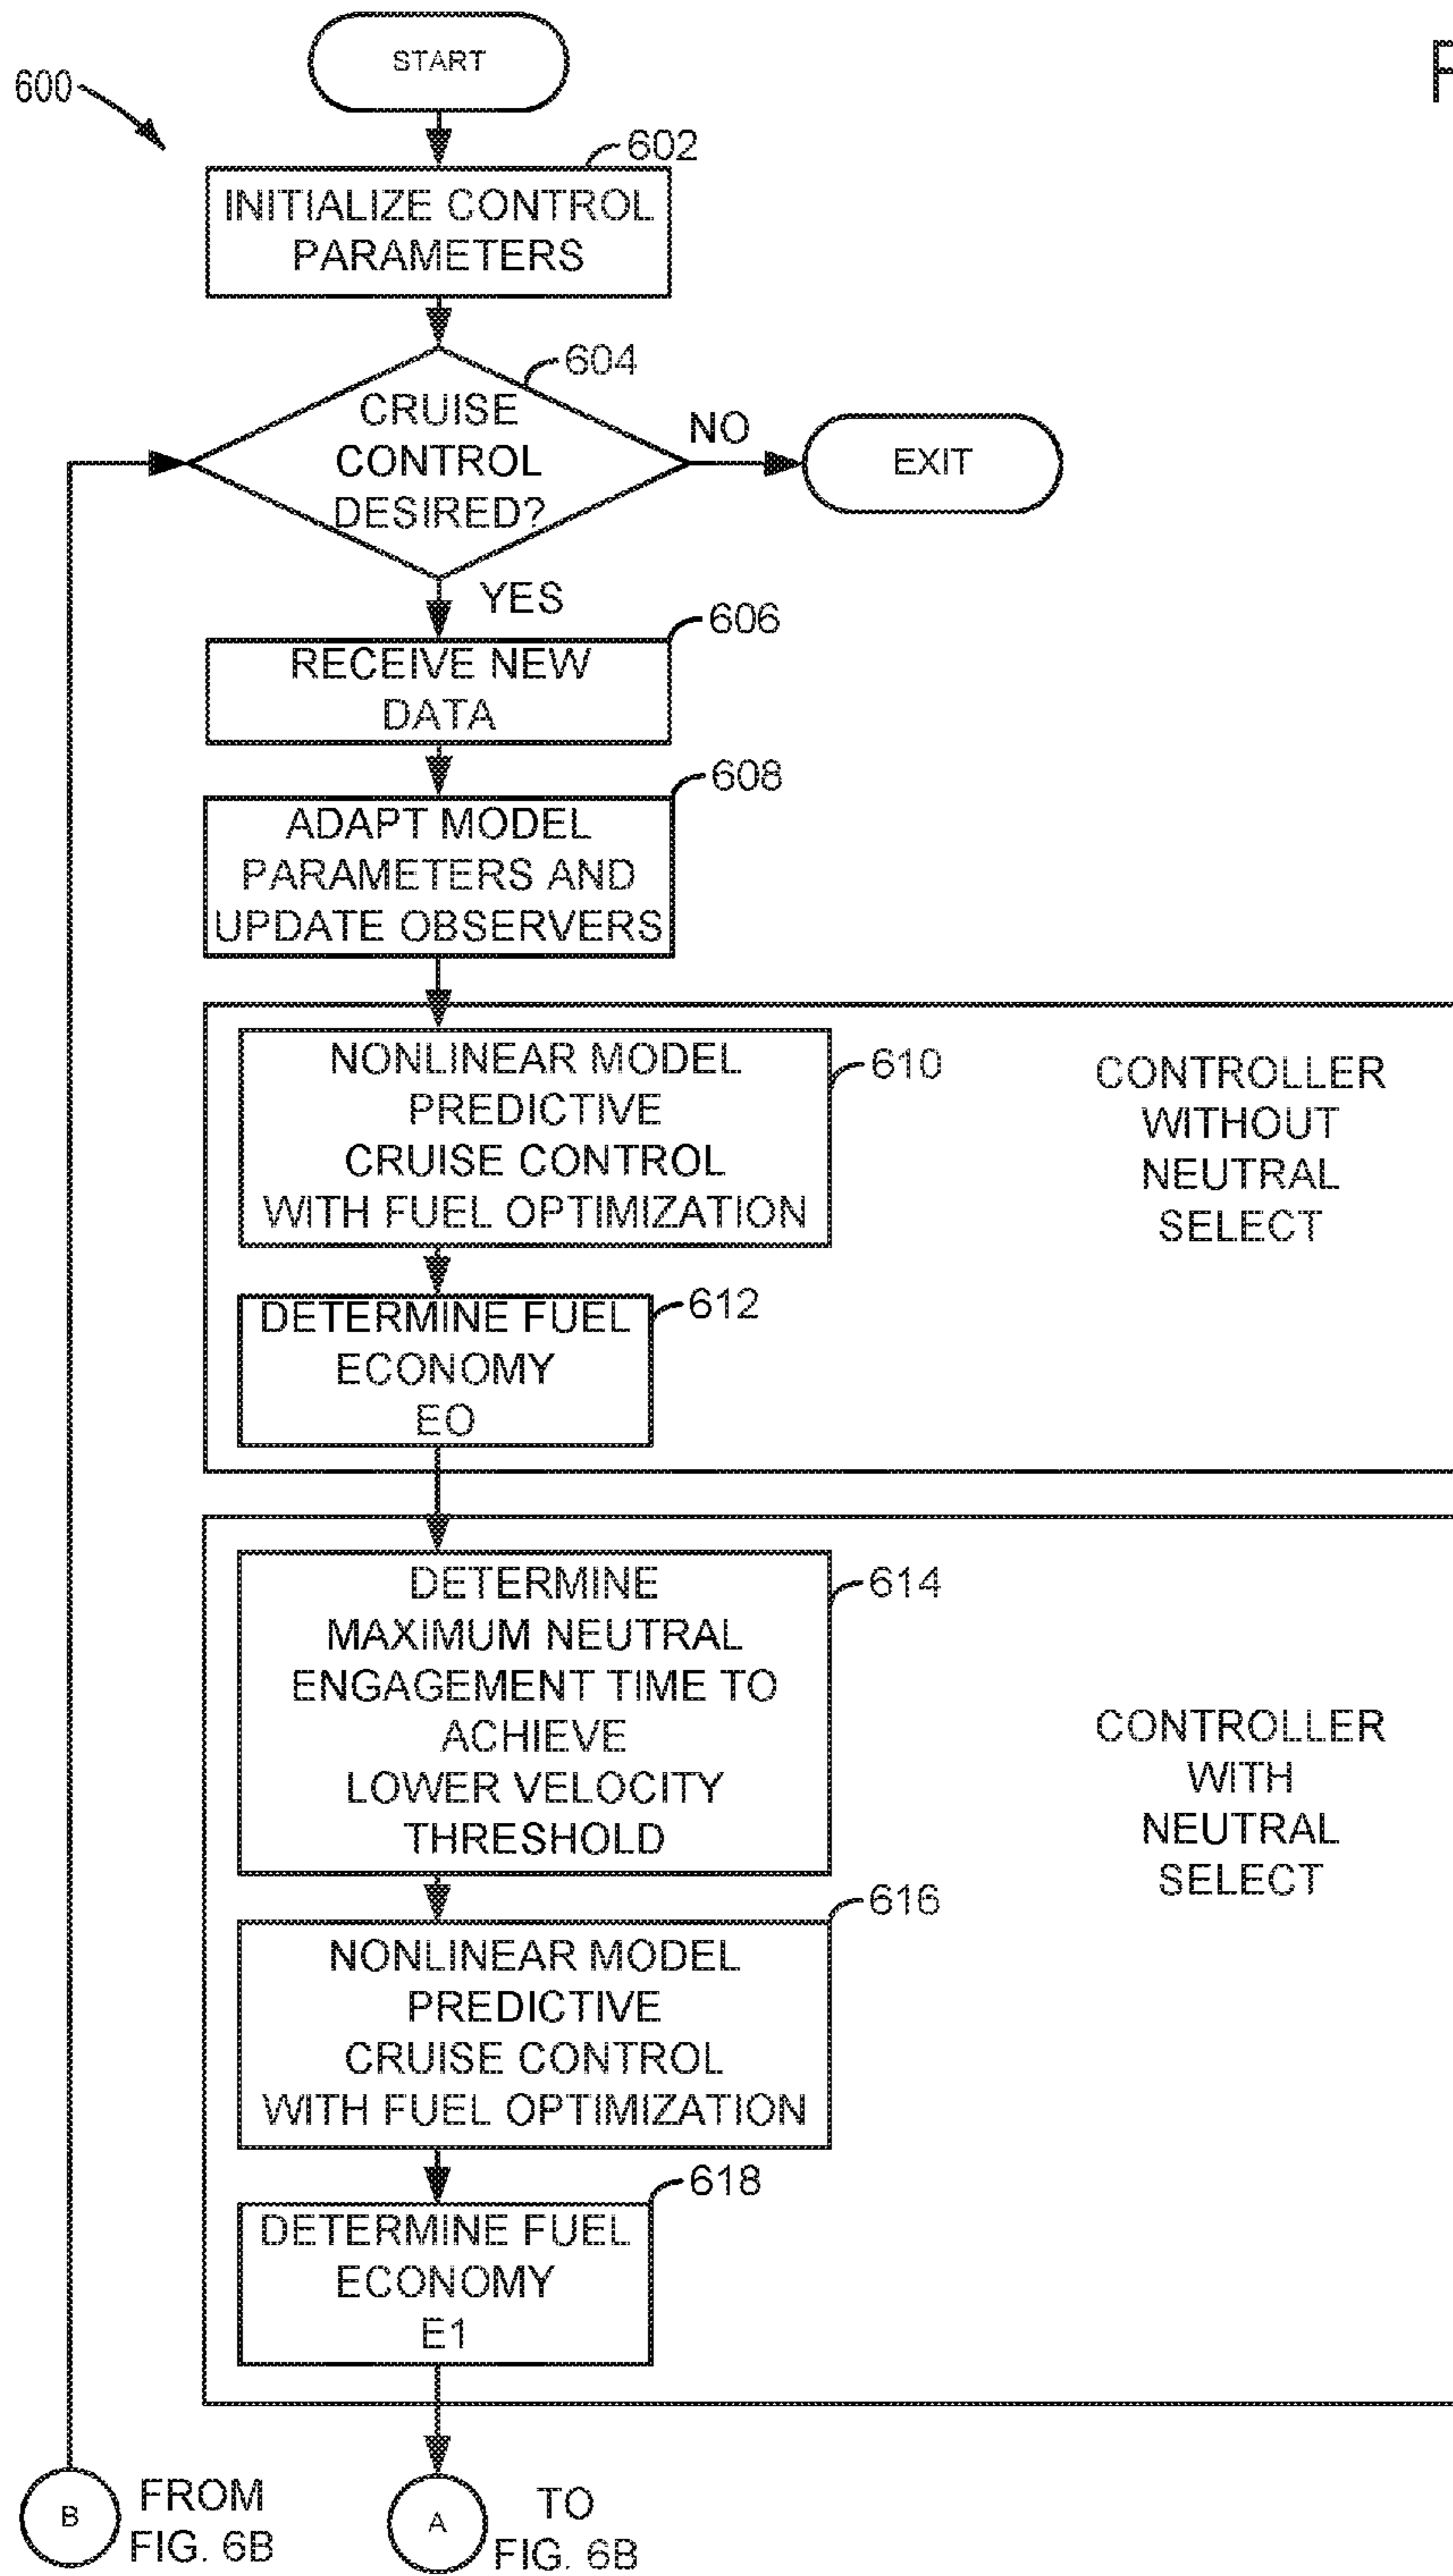 START
F
600
602
INITIALIZE CONTROL
PARAMETERS
604
CRUISE
CONTROL
DESIRED?
NO
EXIT
YES
606
RECEIVE NEW
DATA
608
ADAPT MODEL
PARAMETERS AND
UPDATE OBSERVERS
NONLINEAR MODEL
PREDICTIVE
CRUISE CONTROL
WITH FUEL OPTIMIZATION
610
CONTROLLER
WITHOUT
NEUTRAL
SELECT
612
DETERMINE FUEL
ECONOMY
E0
DETERMINE
MAXIMUM NEUTRAL
ENGAGEMENT TIME TO
ACHIEVE
LOWER VELOCITY
THRESHOLD
614
CONTROLLER
WITH
NEUTRAL
SELECT
616
NONLINEAR MODEL
PREDICTIVE
CRUISE CONTROL
WITH FUEL OPTIMIZATION
618
DETERMINE FUEL
ECONOMY
E1
B
FROM
FIG. 6B
A
TO
FIG. 6B